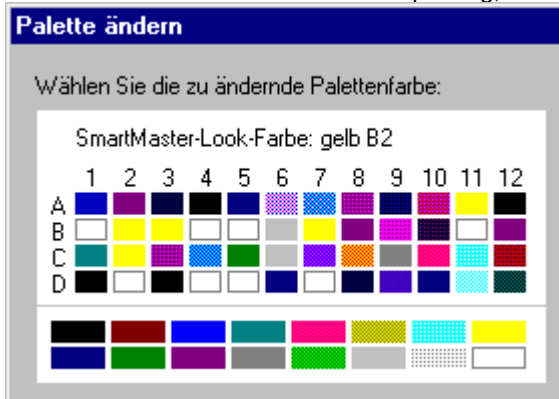 Palette ändern
Wählen Sie die zu ändernde Palettenfarbe:
SmartMaster-Look-Farbe: gelb B2
1 2 3 4 5 6 7 8 9 10 11 12
A
B
C
D